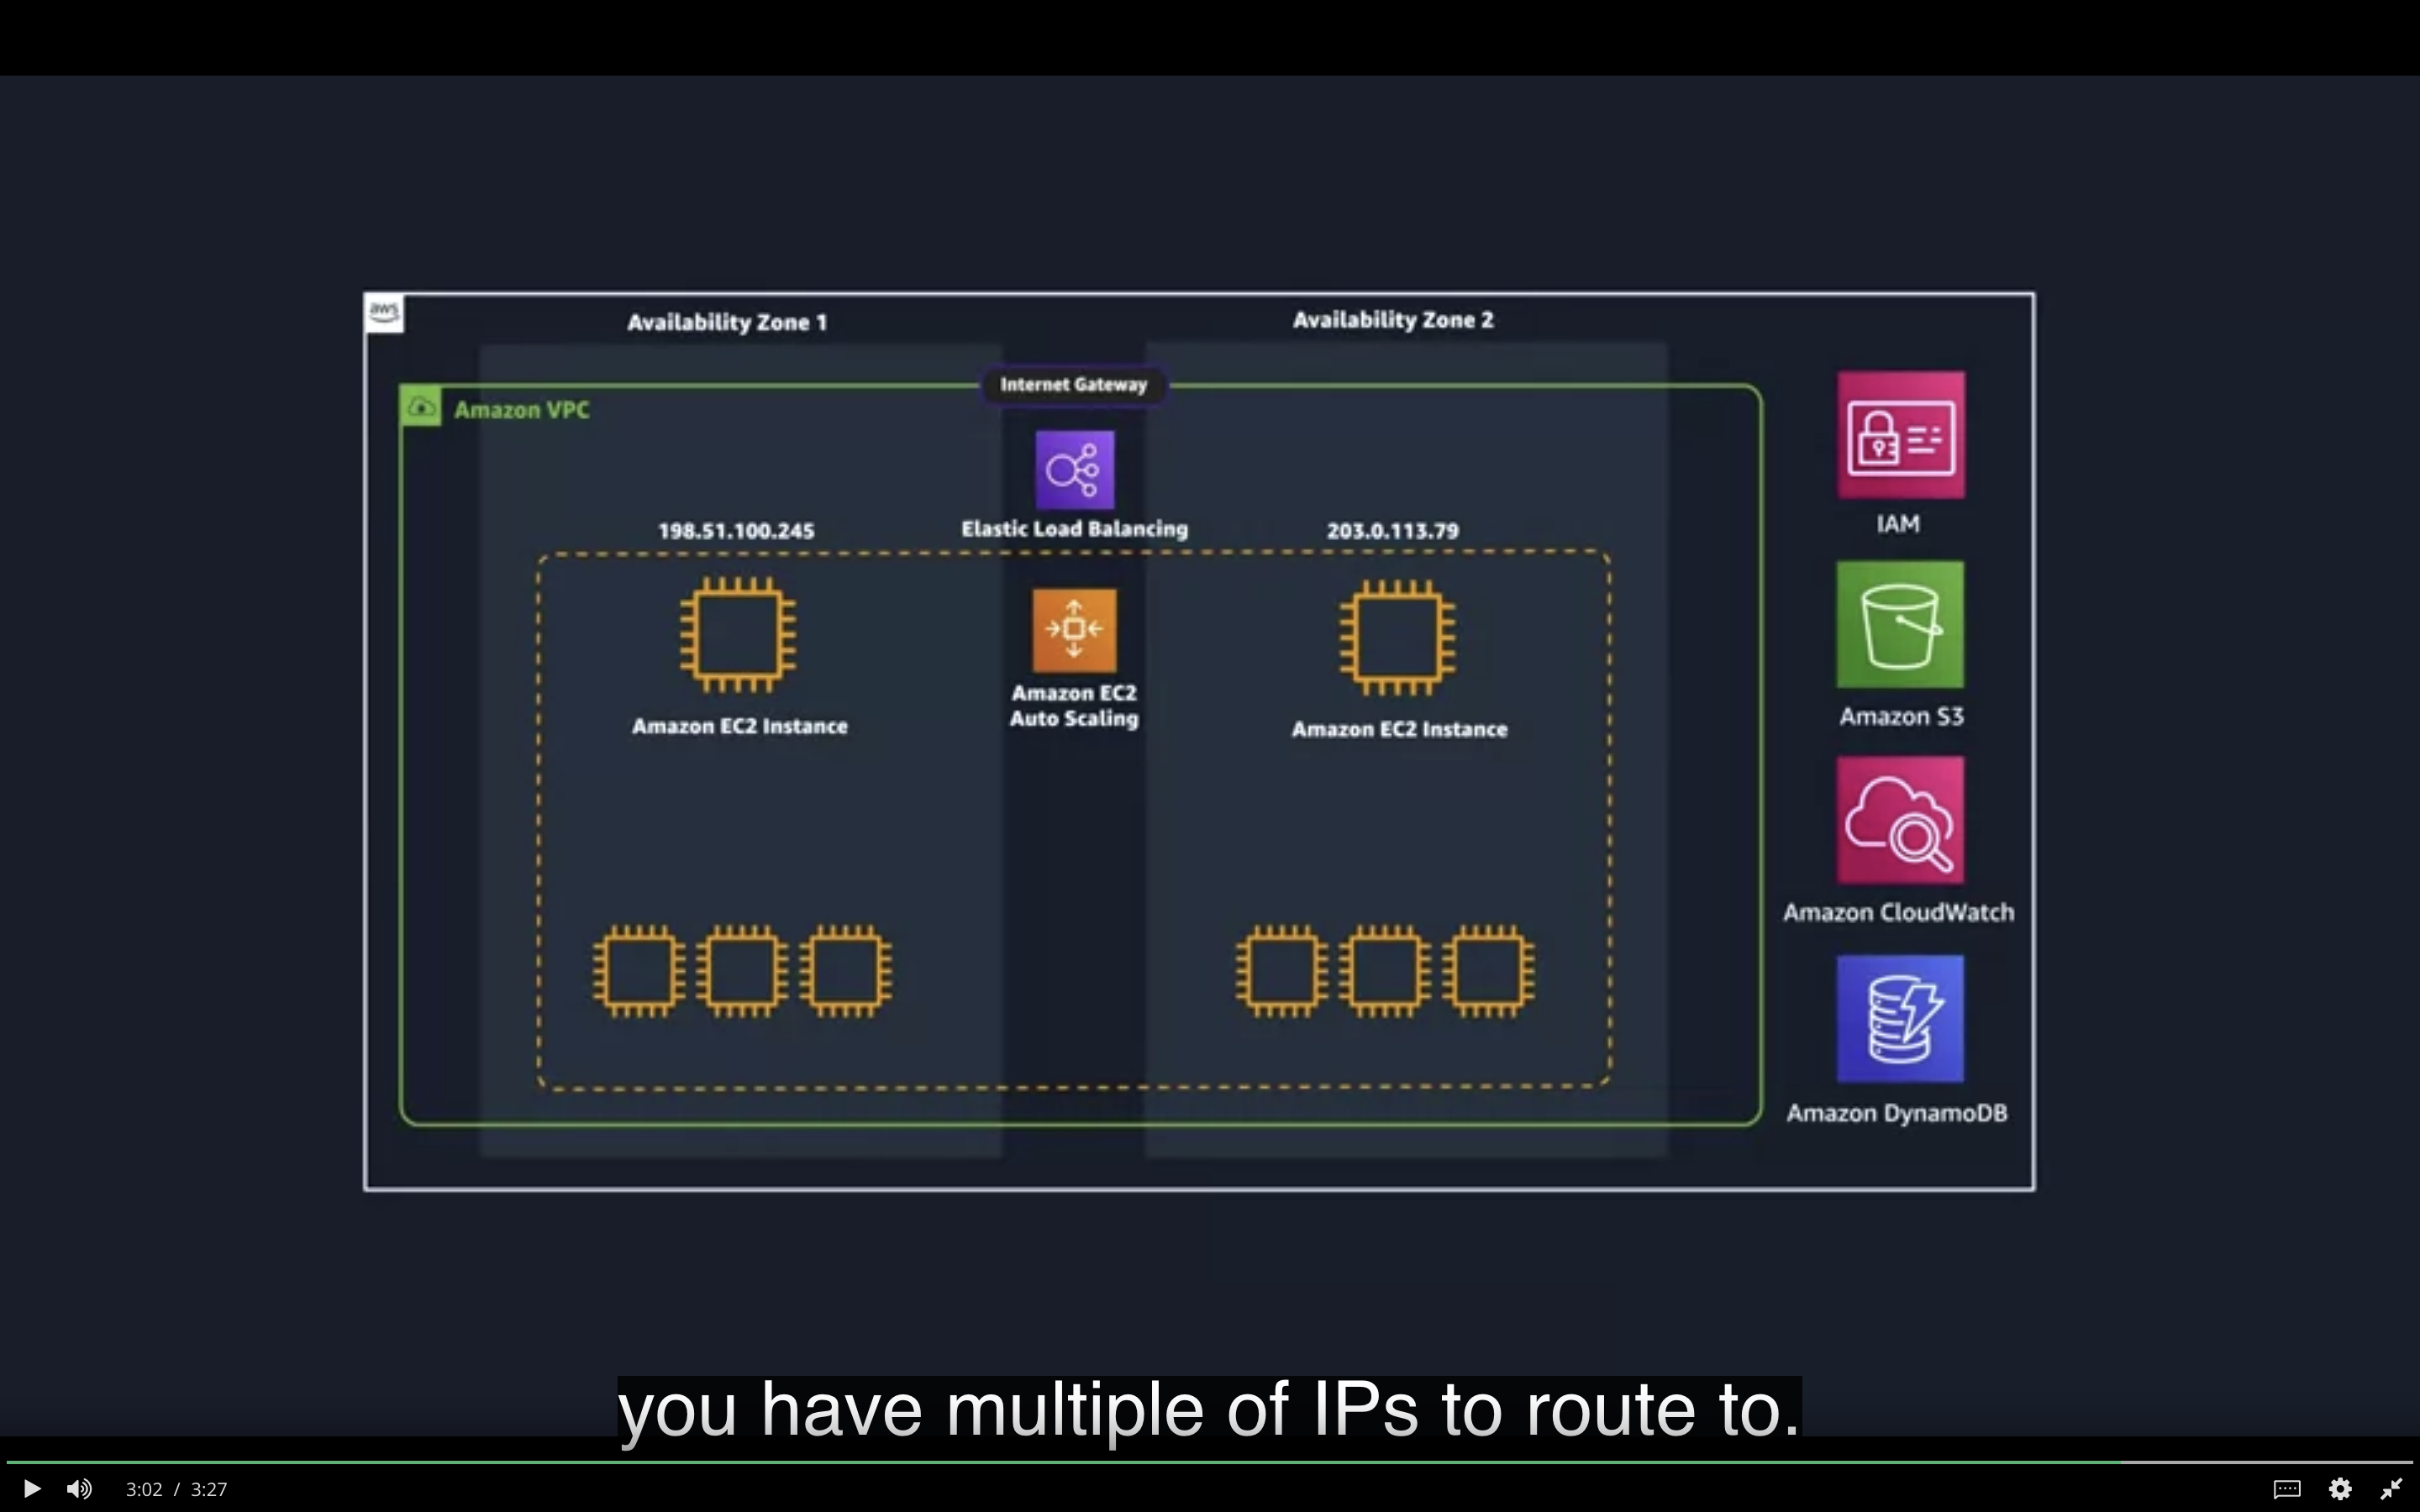 aws
Availability Zone 1
Availability Zone 2
Internet Gateway
Amazon VPC
198.51.100.245
Elastic Load Balancing
203.0.113.79
Amazon EC2 Instance
Amazon EC2
Auto Scaling
Amazon EC2 Instance
IAM
Amazon S3
Amazon CloudWatch
Amazon DynamoDB
you have multiple of IPs to route to.
3:02 / 3:27